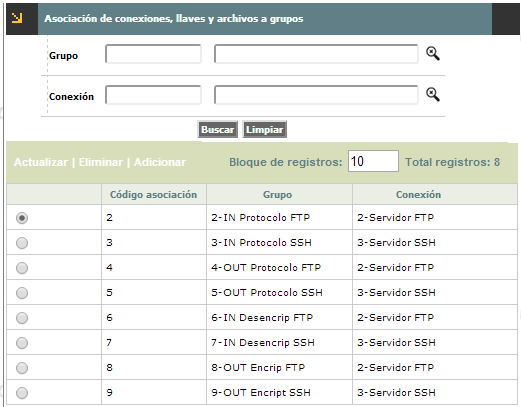 Asociación de conexiones, llaves y archivos a grupos
Grupo
Conexión
Buscar Limpiar
Actualizar | Eliminar | Adicionar Bloque de registros: 10 Total registros: 8
Código asociación Grupo Conexión
2 2-IN Protocolo FTP 2-Servidor FTP
3 3-IN Protocolo SSH 3-Servidor SSH
4 4-OUT Protocolo FTP 2-Servidor FTP
5 5-OUT Protocolo SSH 3-Servidor SSH
6 6-IN Desencrip FTP 2-Servidor FTP
7 7-IN Desencrip SSH 3-Servidor SSH
8 8-OUT Encrip FTP 2-Servidor FTP
9 9-OUT Encript SSH 3-Servidor SSH